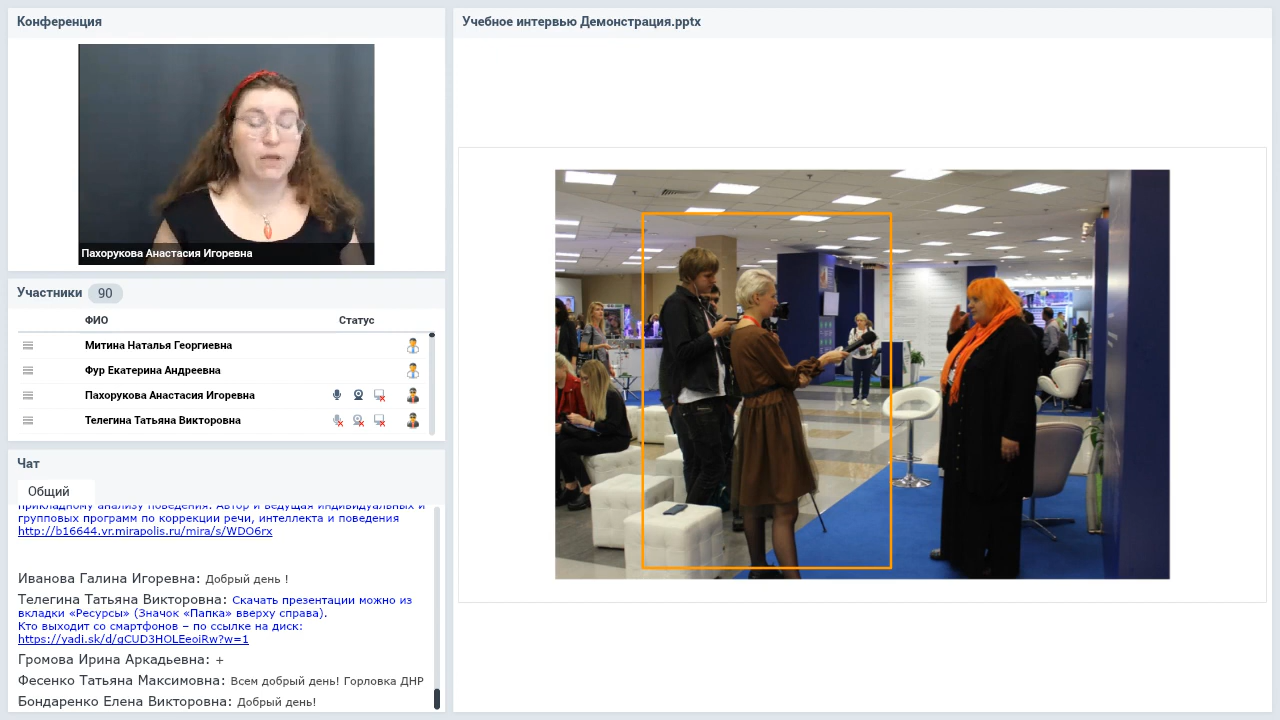 Конференция
Пахорукова Анастасия Игоревна
Участники 90
ФИО Статус
Митина Наталья Георгиевна
Фур Екатерина Андреевна
Пахорукова Анастасия Игоревна
Телегина Татьяна Викторовна
Чат
Общий
прикладному анализу поведения. Автор и ведущая индивидуальных и
групповых программ по коррекции речи, интеллекта и поведения
http://b16644.vr.mirapolis.ru/mira/s/WDO6rx
Иванова Галина Игоревна: Добрый день !
Телегина Татьяна Викторовна: Скачать презентации можно из
вкладки «Ресурсы» (Значок «Папка» вверху справа).
Кто выходит со смартфонов – по ссылке на диск:
https://yadi.sk/d/gCUD3HOLEeoiRw?w=1
Громова Ирина Аркадьевна: +
Фесенко Татьяна Максимовна: Всем добрый день! Горловка ДНР
Бондаренко Елена Викторовна: Добрый день!
Учебное интервью Демонстрация.pptx